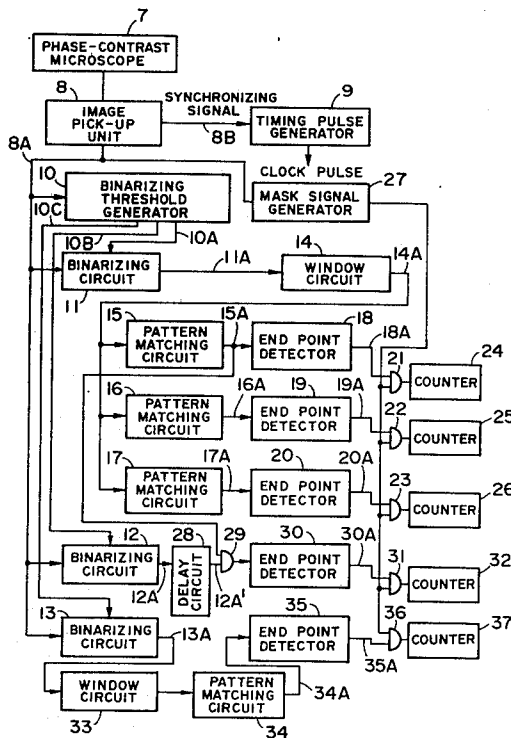 7
PHASE-CONTRAST
MICROSCOPE
8
IMAGE
PICK-UP
UNIT
SYNCHRONIZING
SIGNAL
8B
9
TIMING PULSE
GENERATOR
8A
CLOCK PULSE
10
10C
BINARIZING
THRESHOLD
GENERATOR
27
MASK SIGNAL
GENERATOR
10B
10A
BINARIZING
CIRCUIT
11
11A
14
WINDOW
CIRCUIT
14A
15
PATTERN
MATCHING
CIRCUIT
15A
18
END POINT
DETECTOR
18A
21
24
COUNTER
16
PATTERN
MATCHING
CIRCUIT
16A
19
END POINT
DETECTOR
19A
22
COUNTER
25
17
PATTERN
MATCHING
CIRCUIT
17A
20
END POINT
DETECTOR
20A
23
COUNTER
26
12
BINARIZING
CIRCUIT
12A
28
DELAY
CIRCUIT
12A'
29
30
END POINT
DETECTOR
30A
31
COUNTER
32
13
BINARIZING
CIRCUIT
13A
35
END POINT
DETECTOR
35A
36
COUNTER
37
WINDOW
CIRCUIT
33
PATTERN
MATCHING
CIRCUIT
34
34A